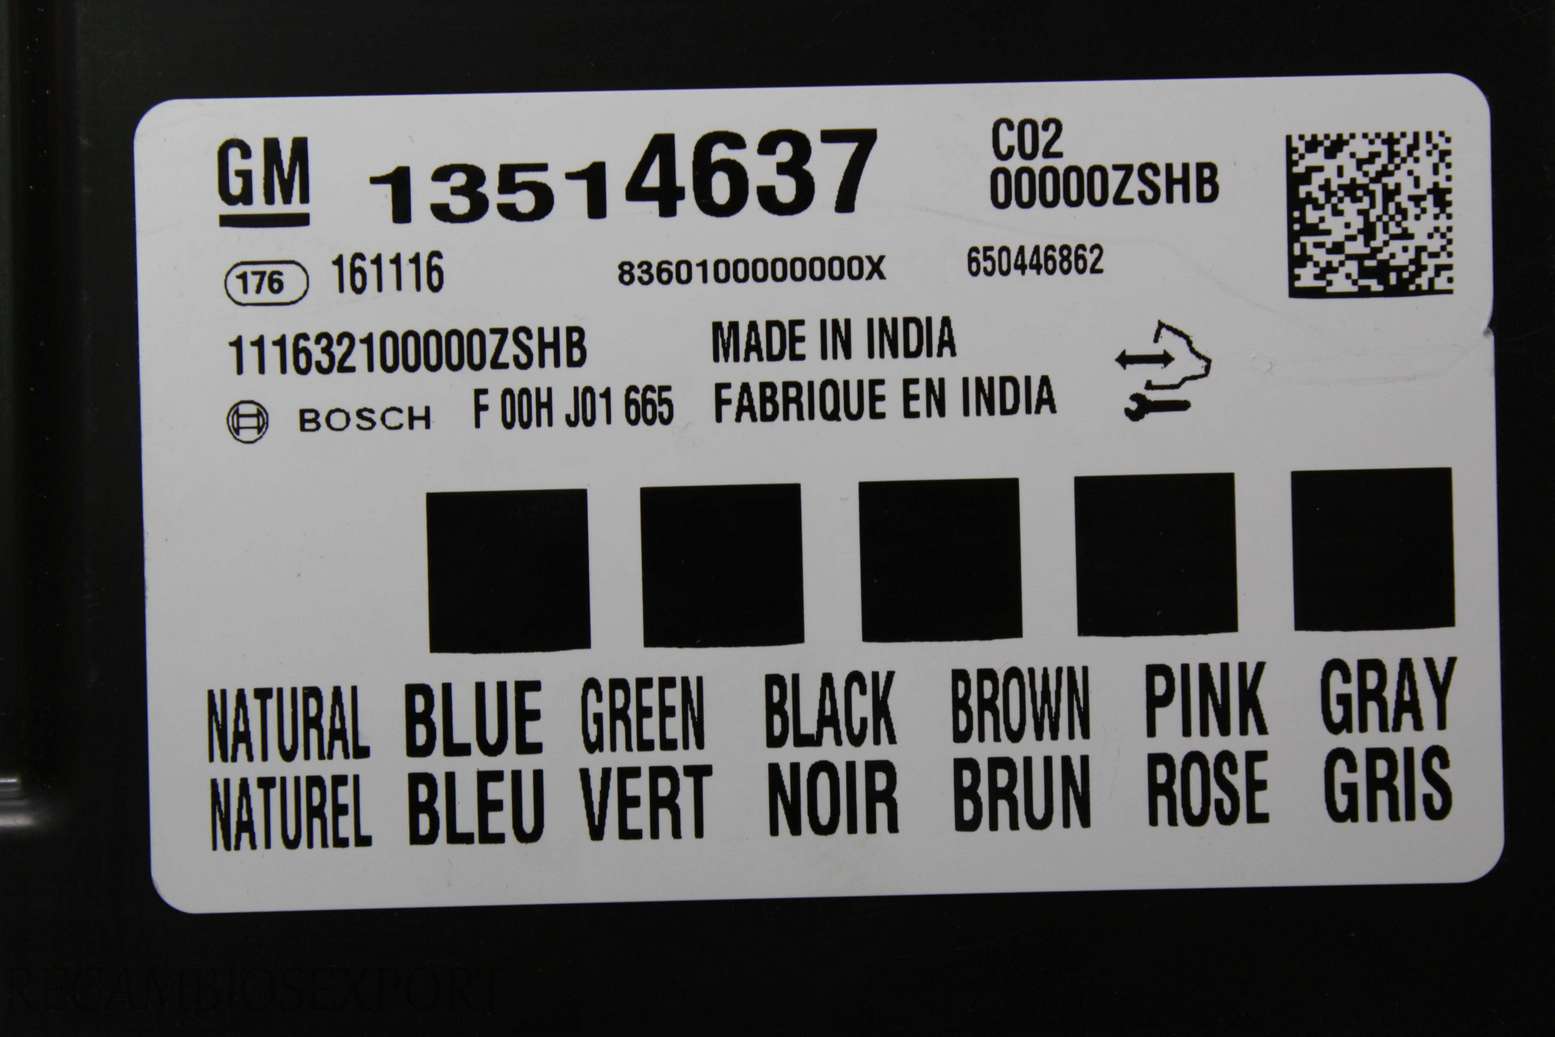 GM 13514637 C02
00000ZSHB
176 161116 8360100000000X 650446862
111632100000ZSHB MADE IN INDIA
BOSCH F 00H J01 665 FABRIQUE EN INDIA
NATURAL BLUE GREEN BLACK BROWN PINK GRAY
NATUREL BLEU VERT NOIR BRUN ROSE GRIS
RECAMBIOSEXPORT